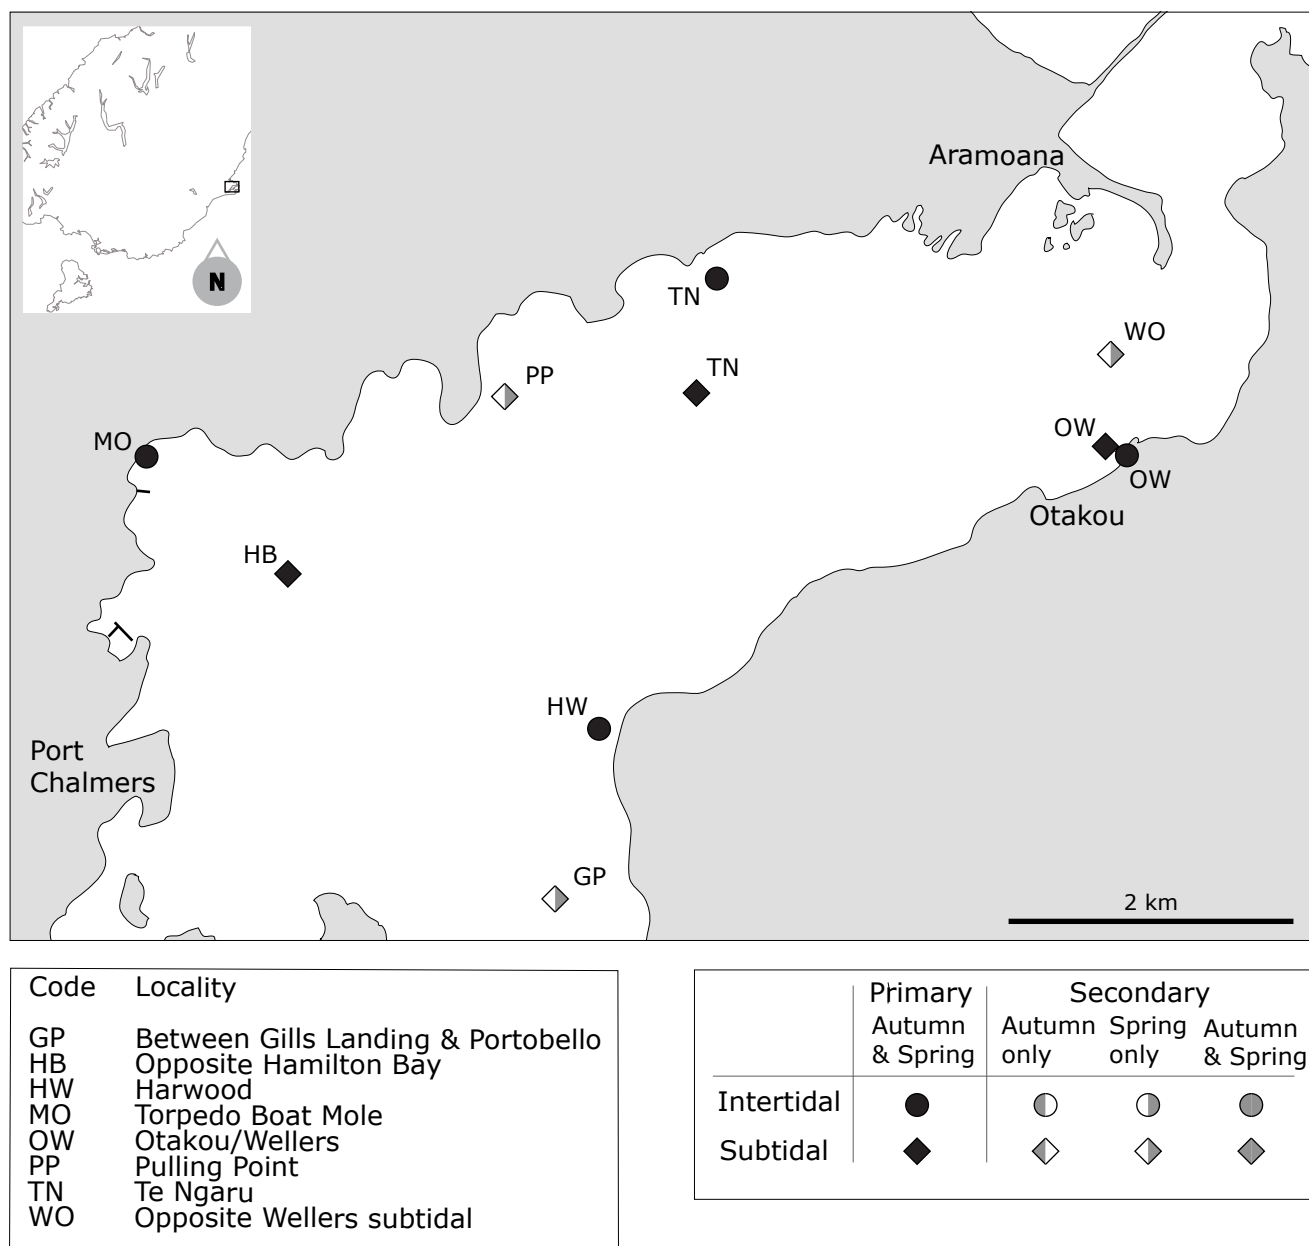 N
Aramoana
TN
WO
TN
PP
OW
MO
OW
Otakou
HB
HW
Port
Chalmers
GP
2 km
Code Locality
GP Between Gills Landing & Portobello
HB Opposite Hamilton Bay
HW Harwood
MO Torpedo Boat Mole
OW Otakou/Wellers
PP Pulling Point
TN Te Ngaru
WO Opposite Wellers subtidal
Primary Secondary
Autumn & Spring
Autumn only
Spring only
Autumn & Spring
Intertidal
Subtidal